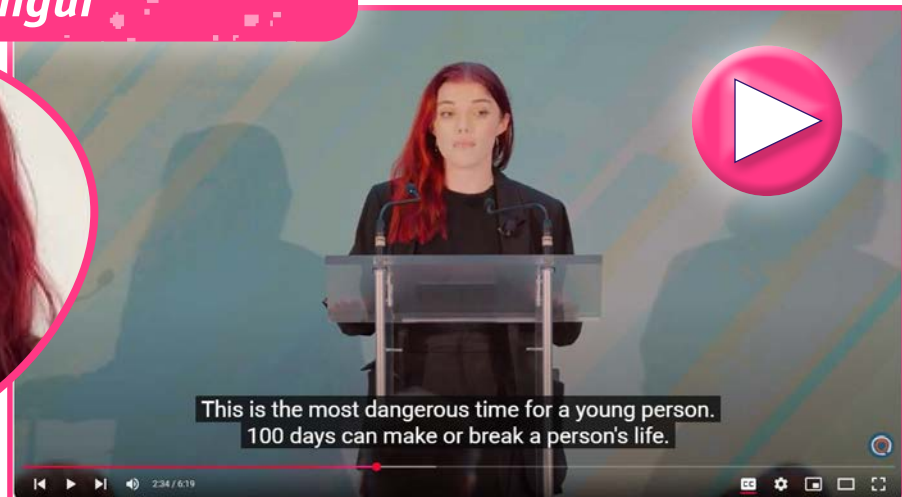 This is the most dangerous time for a young person.
100 days can make or break a person's life.
2:34 / 6:19
CC